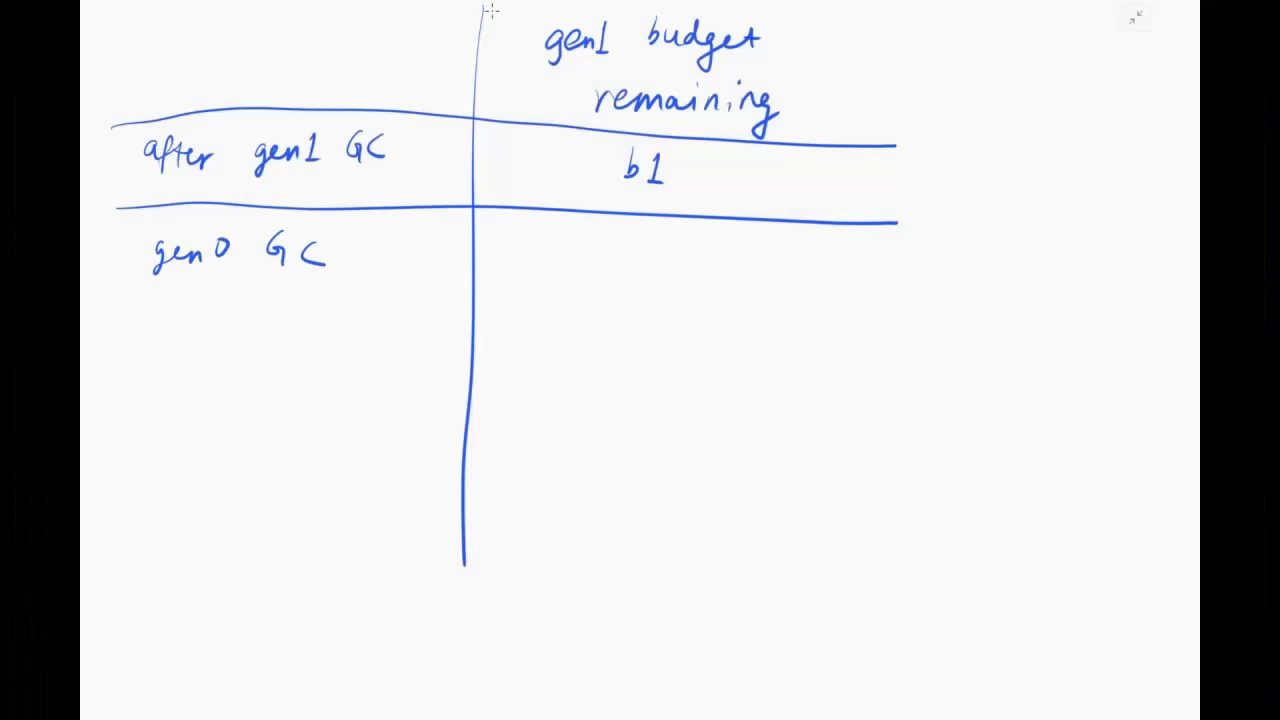 gen1 budget
remaining
after gen1 GC
b1
gen0 GC